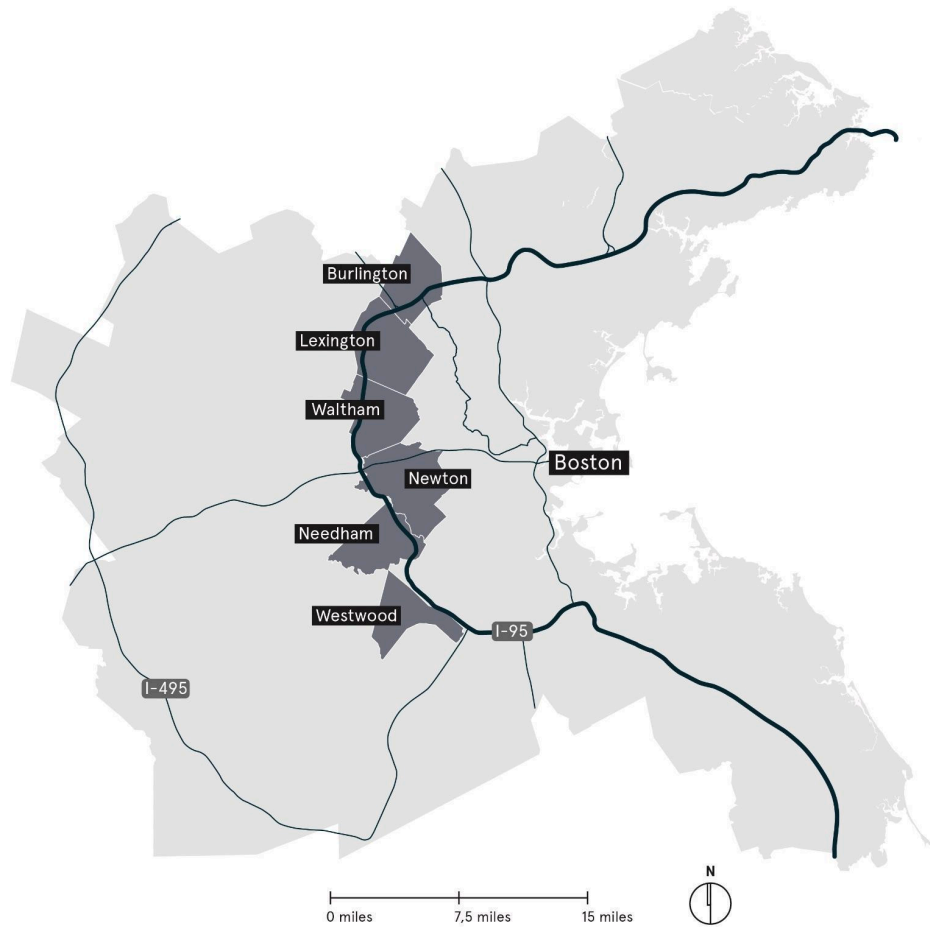 Burlington
Lexington
Waltham
Boston
Newton
Needham
Westwood
I-95
I-495
N
0 miles
7,5 miles
15 miles